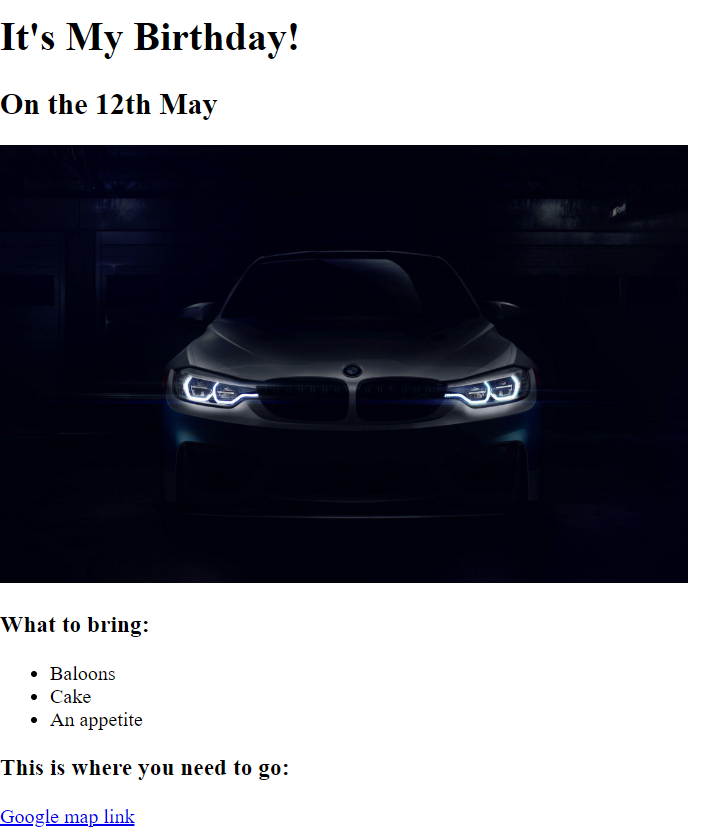 It's My Birthday!
On the 12th May
What to bring:
Baloons
Cake
An appetite
This is where you need to go:
Google map link